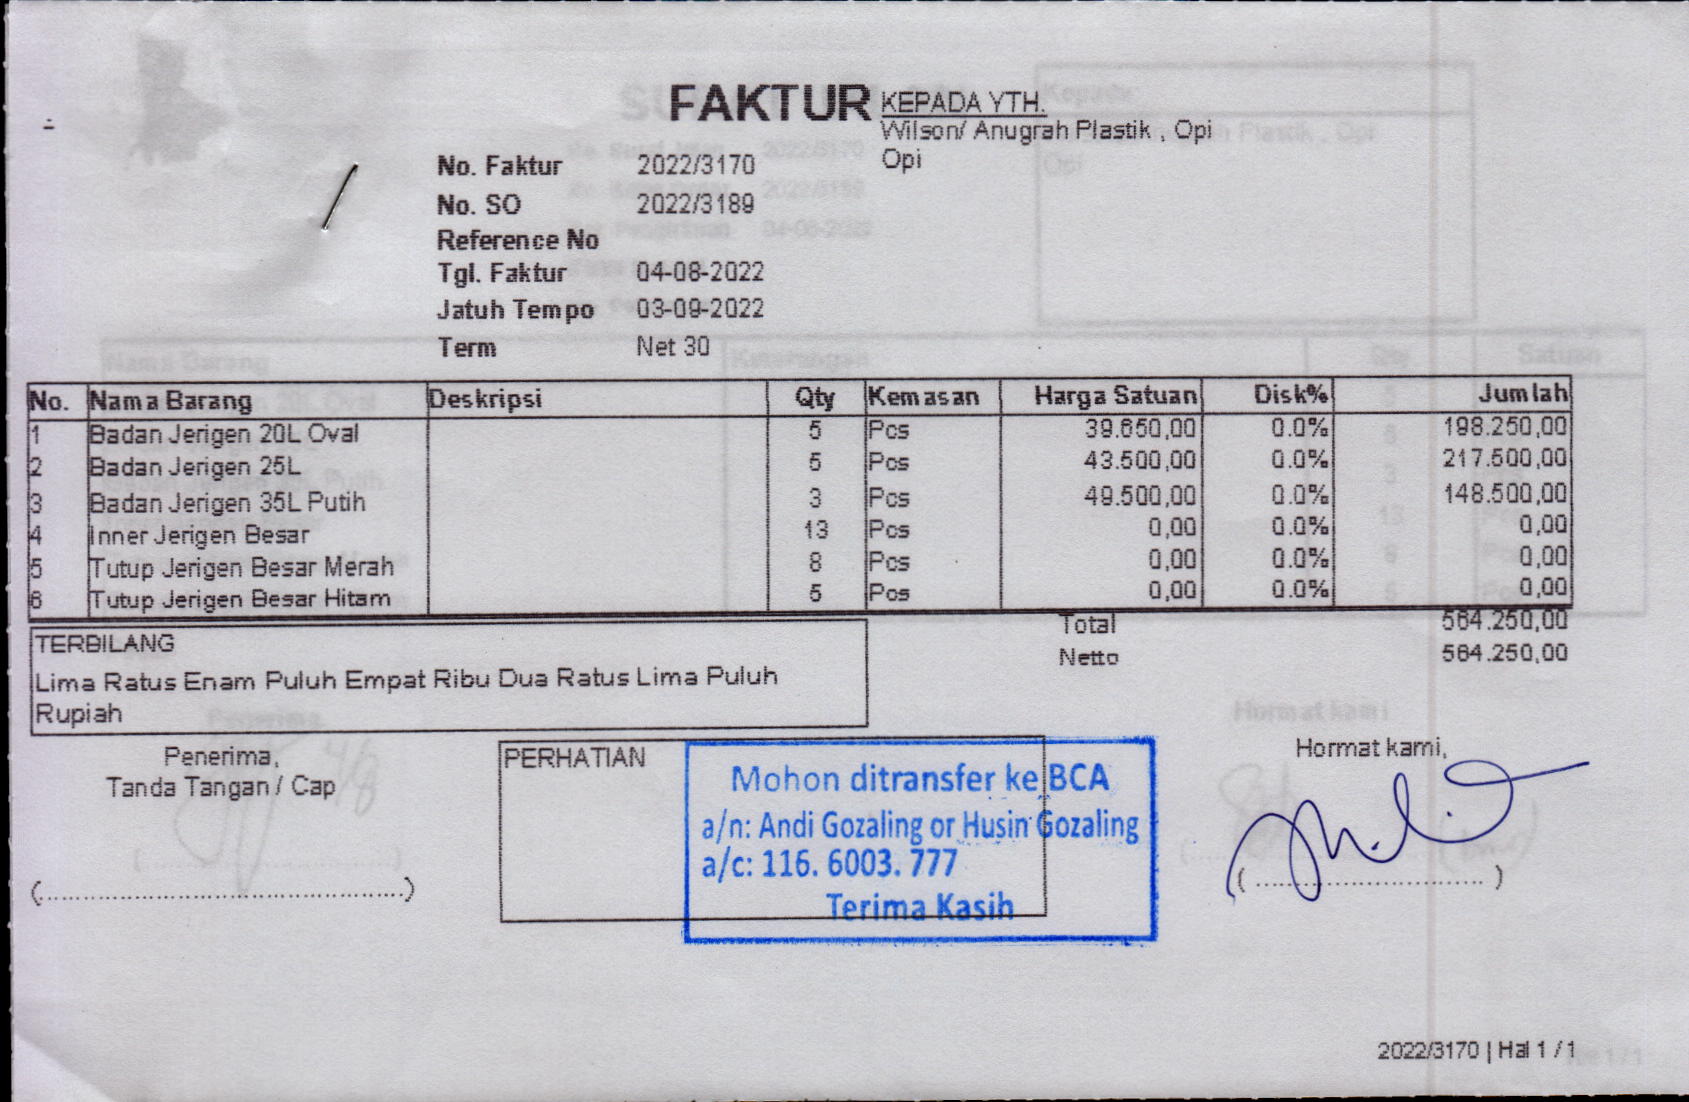 FAKTUR
KEPADA YTH.
Wilson/ Anugrah Plastik , Opi
Opi
No. Faktur 2022/3170
No. SO 2022/3189
Reference No
Tgl. Faktur 04-08-2022
Jatuh Tempo 03-09-2022
Term Net 30
No. Nama Barang Deskripsi Qty Kemasan Harga Satuan Disk% Jumlah
1 Badan Jerigen 20L Oval 5 Pcs 39.650,00 0.0% 198.250,00
2 Badan Jerigen 25L 5 Pcs 43.500,00 0.0% 217.500,00
3 Badan Jerigen 35L Putih 3 Pcs 49.500,00 0.0% 148.500,00
4 Inner Jerigen Besar 13 Pcs 0,00 0.0% 0,00
5 Tutup Jerigen Besar Merah 8 Pcs 0,00 0.0% 0,00
6 Tutup Jerigen Besar Hitam 5 Pcs 0,00 0.0% 0,00
Total 564.250,00
Netto 564.250,00
TERBILANG
Lima Ratus Enam Puluh Empat Ribu Dua Ratus Lima Puluh
Rupiah
Penerima,
Tanda Tangan / Cap
(................................................)
PERHATIAN
Mohon ditransfer ke BCA
a/n: Andi Gozaling or Husin Gozaling
a/c: 116. 6003. 777
Terima Kasih
Hormat kami,
( .............................. )
2022/3170 | Hal 1 / 1